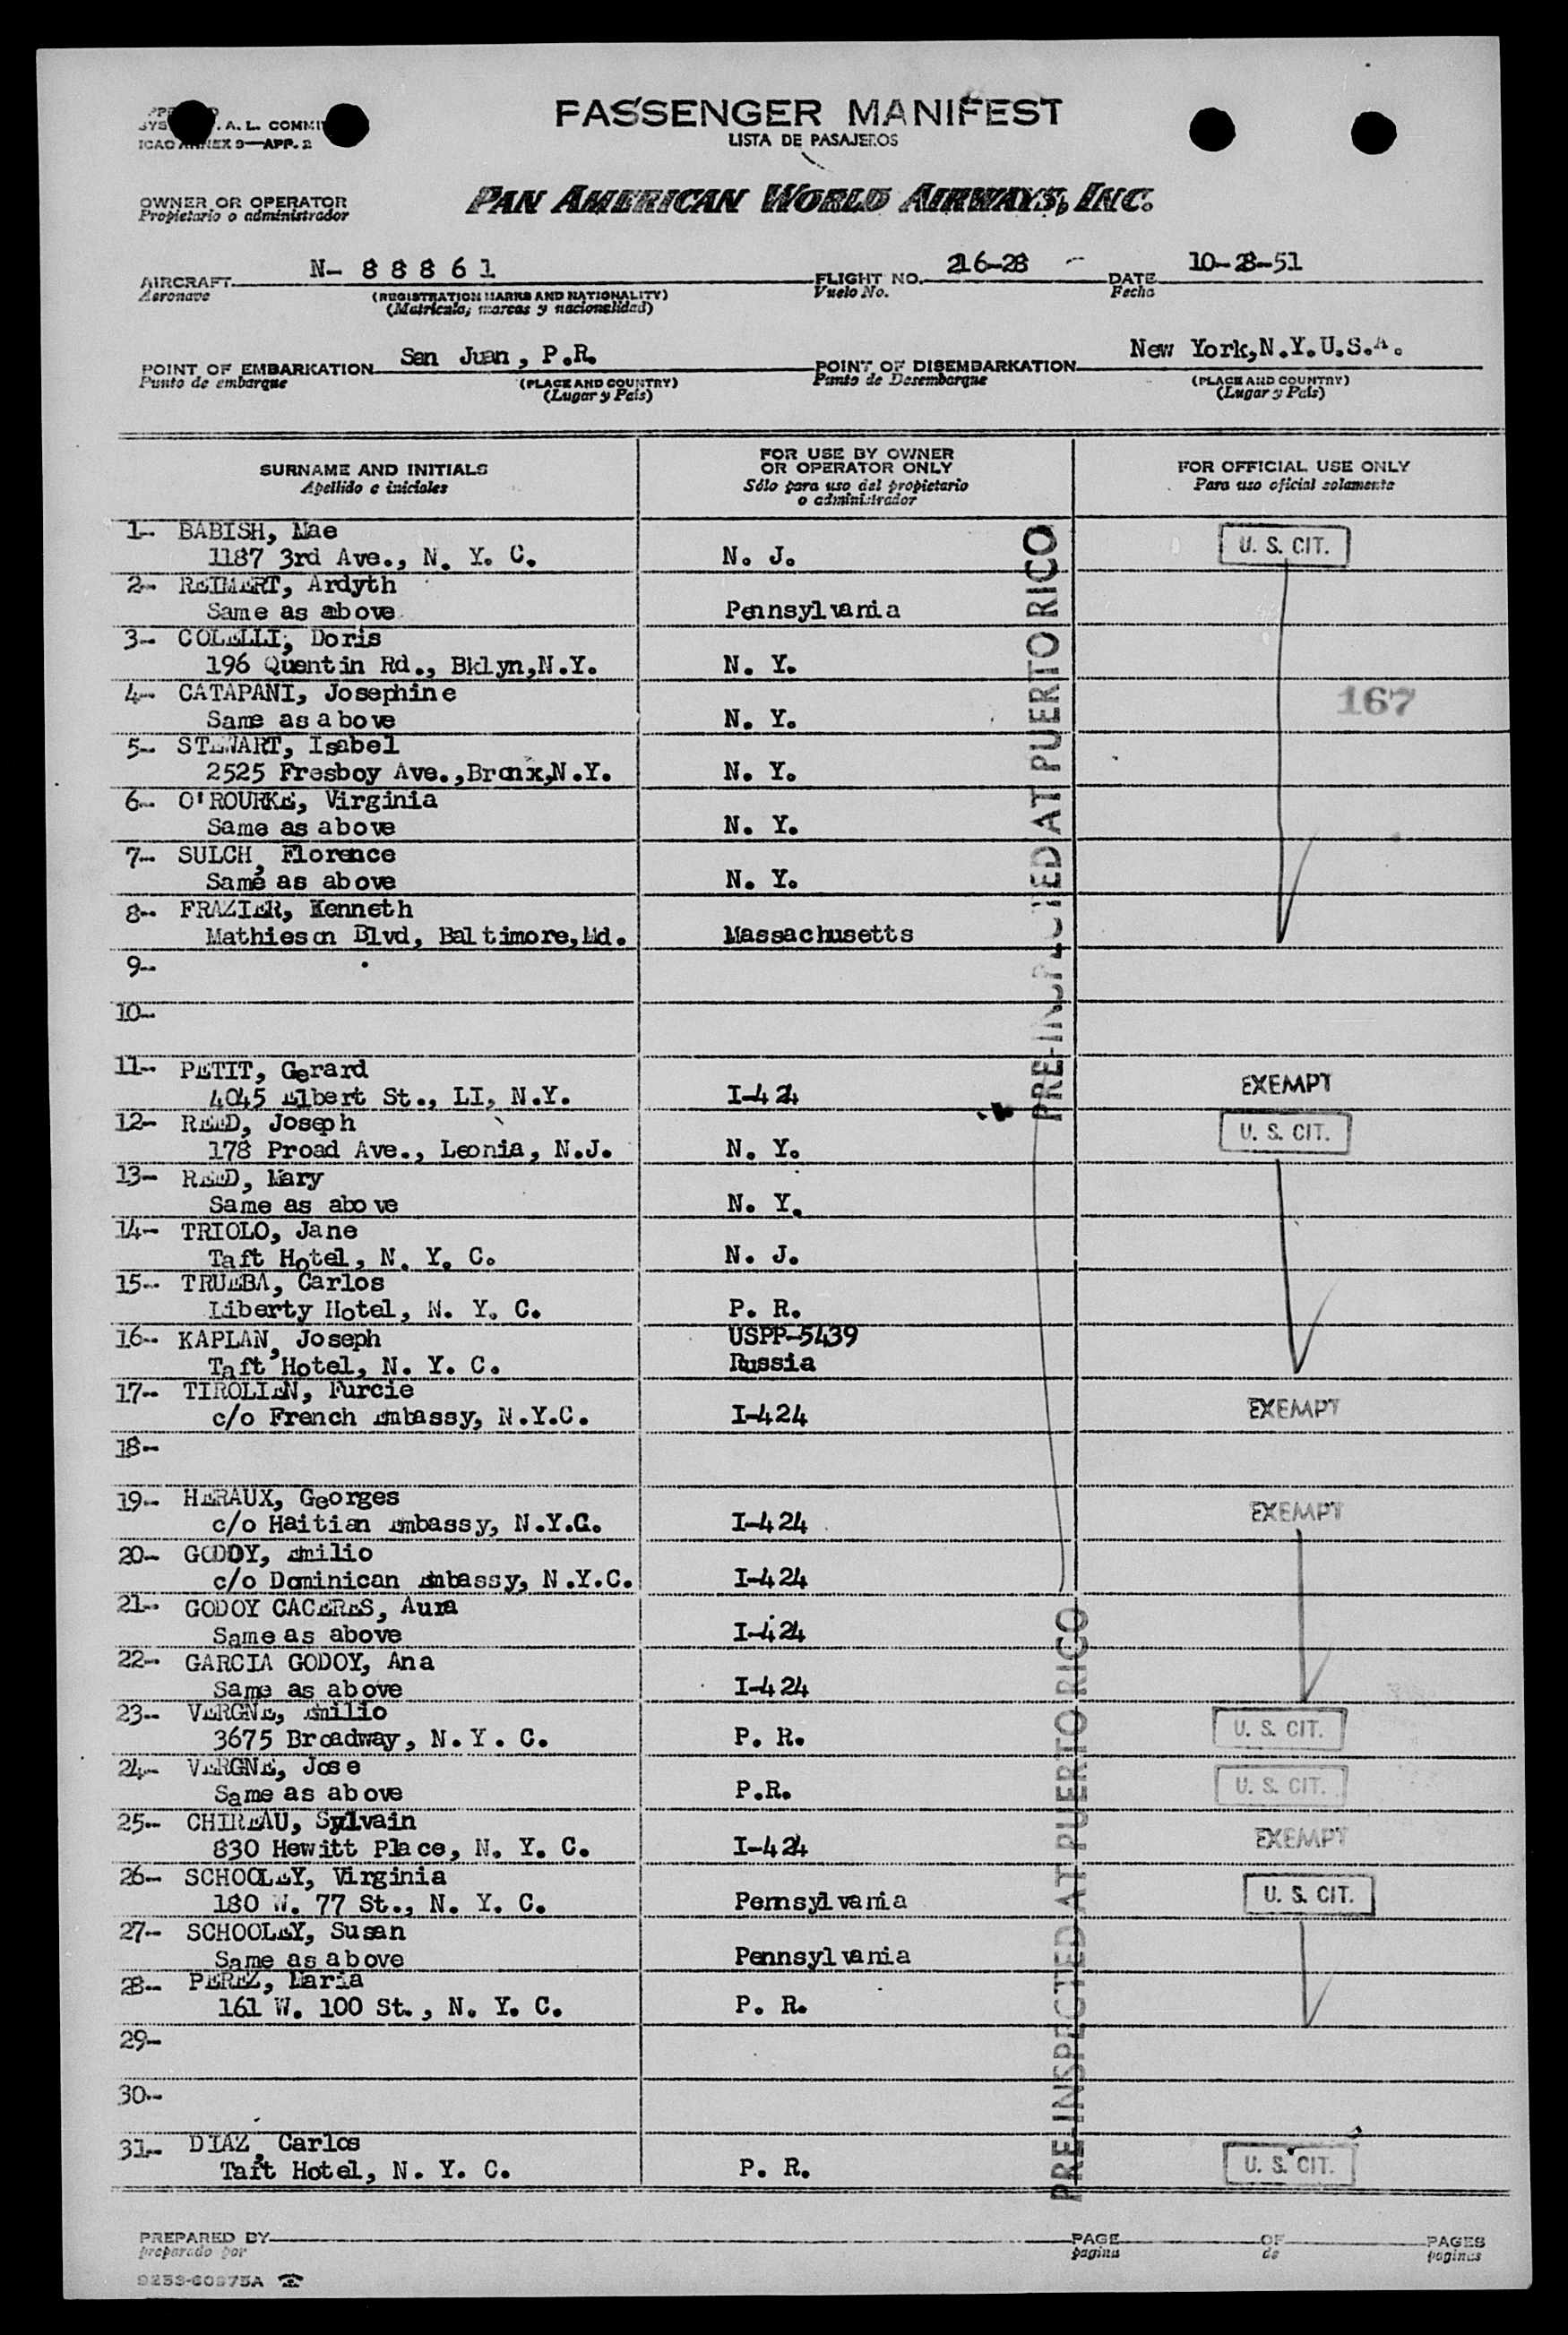 PASSENGER MANIFEST
LISTA DE PASAJEROS
ICAO ANNEX 9—APP. 2
OWNER OR OPERATOR
Propietario o administrador
PAN AMERICAN WORLD AIRWAYS, INC.
AIRCRAFT N- 8 8 8 6 1 FLIGHT NO. 216-28 DATE 10-28-51
Aeronave (REGISTRATION MARKS AND NATIONALITY) Vuelo No. Fecha
(Matricula, marcas y nacionalidad)
POINT OF EMBARKATION San Juan, P.R. POINT OF DISEMBARKATION New York,N.Y.U.S.A.
Punto de embarque (PLACE AND COUNTRY) Punto de Desembarque (PLACE AND COUNTRY)
(Lugar y País) (Lugar y País)
SURNAME AND INITIALS
Apellido e iniciales
FOR USE BY OWNER
OR OPERATOR ONLY
Sólo para uso del propietario
o administrador
FOR OFFICIAL USE ONLY
Para uso oficial solamente
1-- BABISH, Mae U. S. CIT.
1187 3rd Ave., N. Y. C. N. J.
2-- REIMERT, Ardyth
Same as above Pennsylvania
3-- COLELLI, Doris
196 Quentin Rd., Bklyn,N.Y. N. Y.
4-- CATAPANI, Josephine 167
Same as above N. Y.
5-- STEWART, Isabel
2525 Fresboy Ave.,Bronx,N.Y. N. Y.
6-- O'ROURKE, Virginia
Same as above N. Y.
7-- SULCH, Florence
Same as above N. Y.
8-- FRAZIER, Kenneth
Mathieson Blvd, Baltimore,Md. Massachusetts
9--
10--
PRE-INSPECTED AT PUERTO RICO
11-- PETIT, Gerard EXEMPT
4045 Elbert St., LI, N.Y. I-424
12-- REED, Joseph U. S. CIT.
178 Proad Ave., Leonia, N.J. N. Y.
13-- REED, Mary
Same as above N. Y.
14-- TRIOLO, Jane
Taft Hotel, N. Y. C. N. J.
15-- TRUEBA, Carlos
Liberty Hotel, N. Y. C. P. R.
16-- KAPLAN, Joseph USPP-5439
Taft Hotel, N. Y. C. Russia
17-- TIROLIEN, Furcie EXEMPT
c/o French Embassy, N.Y.C. I-424
18--
19-- HERAUX, Georges EXEMPT
c/o Haitian Embassy, N.Y.C. I-424
20-- GODOY, Emilio
c/o Dominican Embassy, N.Y.C. I-424
21-- GODOY CACERES, Aura
Same as above I-424
22-- GARCIA GODOY, Ana
Same as above I-424
23-- VERGNE, Emilio U. S. CIT.
3675 Broadway, N.Y. C. P. R.
24-- VERGNE, Jose U. S. CIT.
Same as above P.R.
25-- CHIREAU, Sylvain EXEMPT
830 Hewitt Place, N. Y. C. I-424
26-- SCHOOLEY, Virginia U. S. CIT.
180 W. 77 St., N. Y. C. Pennsylvania
27-- SCHOOLEY, Susan
Same as above Pennsylvania
28-- PEREZ, Maria
161 W. 100 St., N. Y. C. P. R.
29--
30--
31-- DIAZ, Carlos U. S. CIT.
Taft Hotel, N. Y. C. P. R.
PRE-INSPECTED AT PUERTO RICO
PREPARED BY PAGE OF PAGES
preparado por pagina de paginas